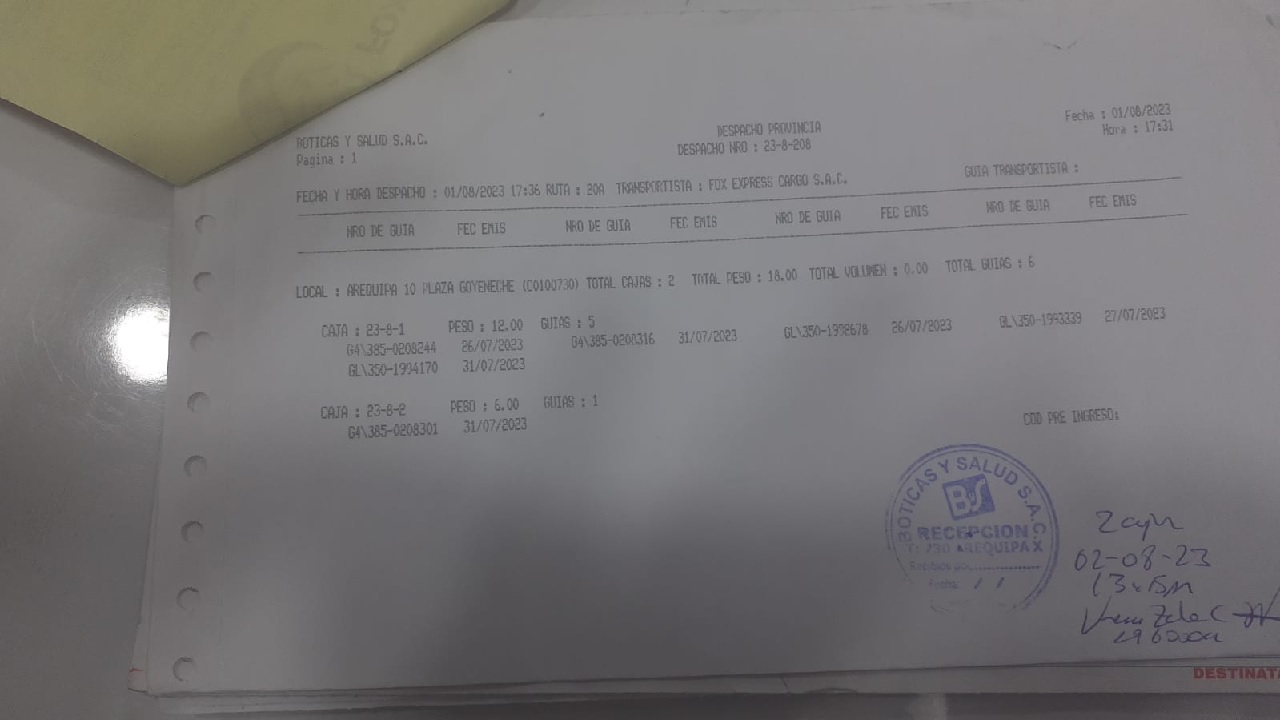 BOTICAS Y SALUD S.A.C.
Pagina : 1
DESPACHO PROVINCIA
DESPACHO NRO : 23-8-208
Fecha : 01/08/2023
Hora : 17:31
FECHA Y HORA DESPACHO : 01/08/2023 17:36 RUTA : 20A TRANSPORTISTA : FOX EXPRESS CARGO S.A.C. GUIA TRANSPORTISTA :
NRO DE GUIA FEC EMIS NRO DE GUIA FEC EMIS NRO DE GUIA FEC EMIS NRO DE GUIA FEC EMIS
LOCAL : AREQUIPA 10 PLAZA GOYENECHE (C0100730) TOTAL CAJAS : 2 TOTAL PESO : 18.00 TOTAL VOLUMEN : 0.00 TOTAL GUIAS : 6
CAJA : 23-8-1 PESO : 12.00 GUIAS : 5
G4\385-0208244 26/07/2023 G4\385-0208316 31/07/2023 GL\350-1992678 26/07/2023 GL\350-1993339 27/07/2023
GL\350-1994170 31/07/2023
CAJA : 23-8-2 PESO : 6.00 GUIAS : 1
G4\385-0208301 31/07/2023
COD PRE INGRESO:
BOTICAS Y SALUD S.A.C.
BS
RECEPCION
AREQUIPA X
Fecha: / /
02-08-23
DESTINAT